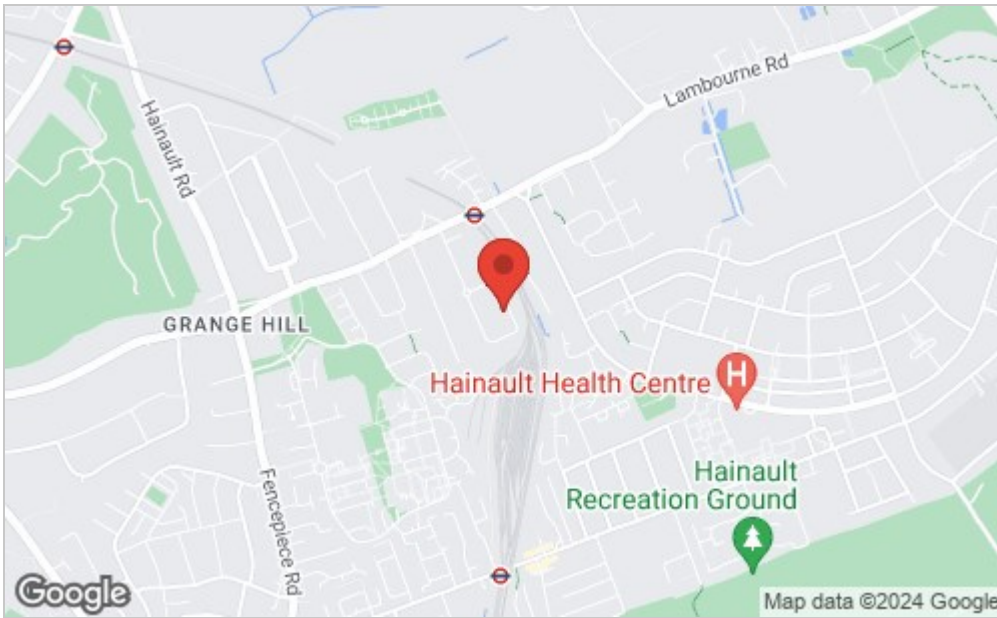 Lambourne Rd
Hainault Rd
GRANGE HILL
Hainault Health Centre
H
Hainault
Recreation Ground
Fencepiece Rd
Google
Map data ©2024 Google